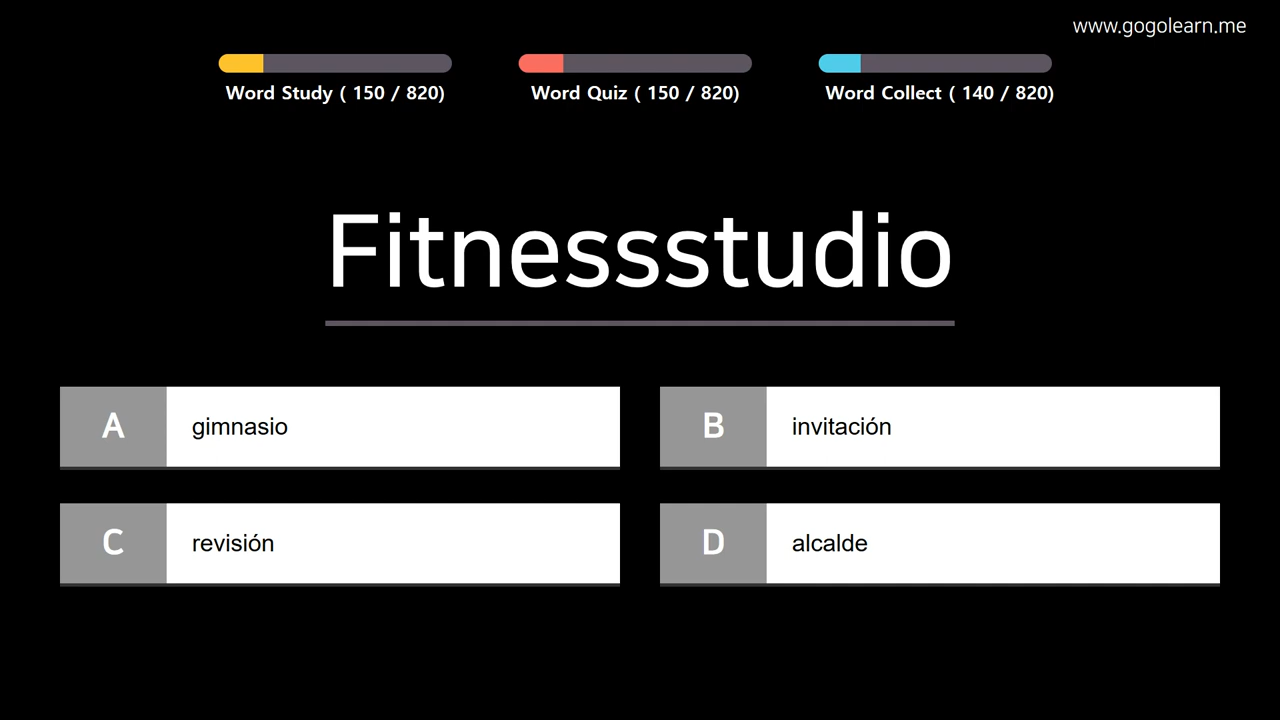 www.gogolearn.me
Word Study ( 150 / 820)
Word Quiz ( 150 / 820)
Word Collect ( 140 / 820)
Fitnessstudio
A gimnasio
B invitación
C revisión
D alcalde